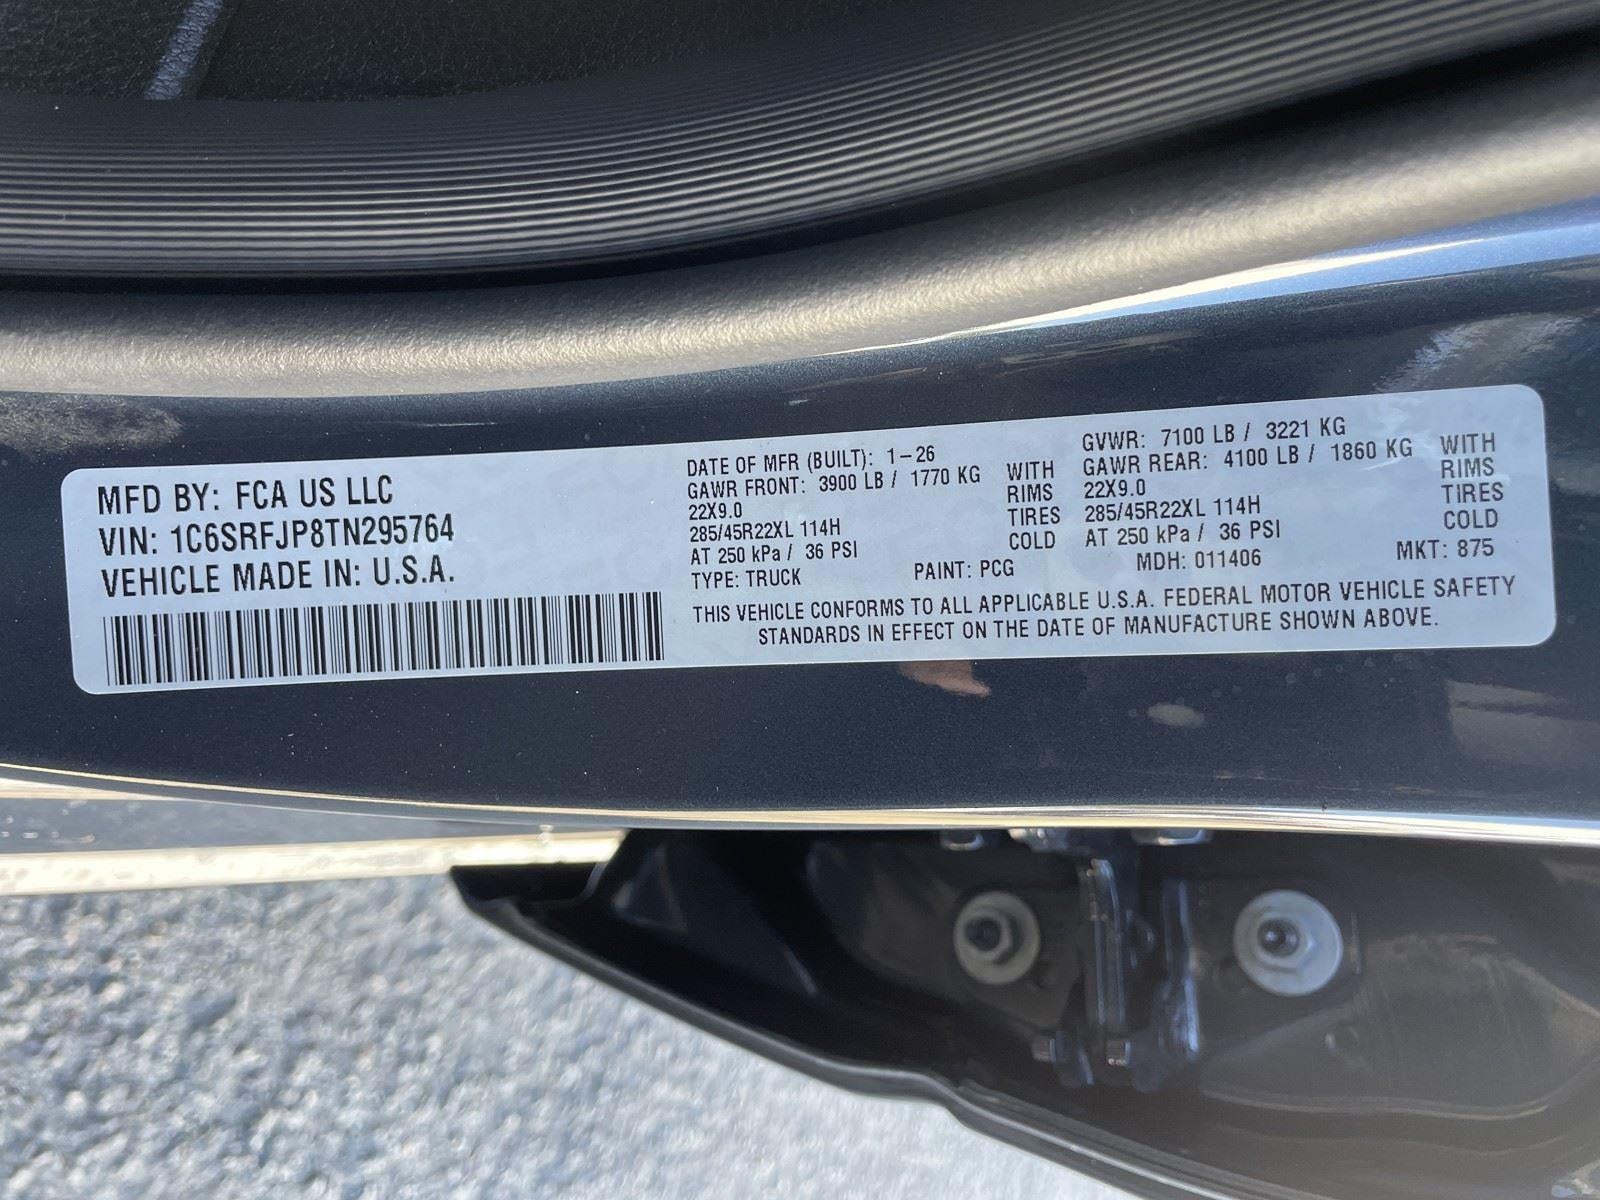 MFD BY: FCA US LLC
VIN: 1C6SRFJP8TN295764
VEHICLE MADE IN: U.S.A.
DATE OF MFR (BUILT): 1-26
GAWR FRONT: 3900 LB / 1770 KG WITH
22X9.0 RIMS
285/45R22XL 114H TIRES
AT 250 kPa / 36 PSI COLD
GVWR: 7100 LB / 3221 KG
GAWR REAR: 4100 LB / 1860 KG WITH
22X9.0 RIMS
285/45R22XL 114H TIRES
AT 250 kPa / 36 PSI COLD
TYPE: TRUCK PAINT: PCG MDH: 011406 MKT: 875
THIS VEHICLE CONFORMS TO ALL APPLICABLE U.S.A. FEDERAL MOTOR VEHICLE SAFETY
STANDARDS IN EFFECT ON THE DATE OF MANUFACTURE SHOWN ABOVE.